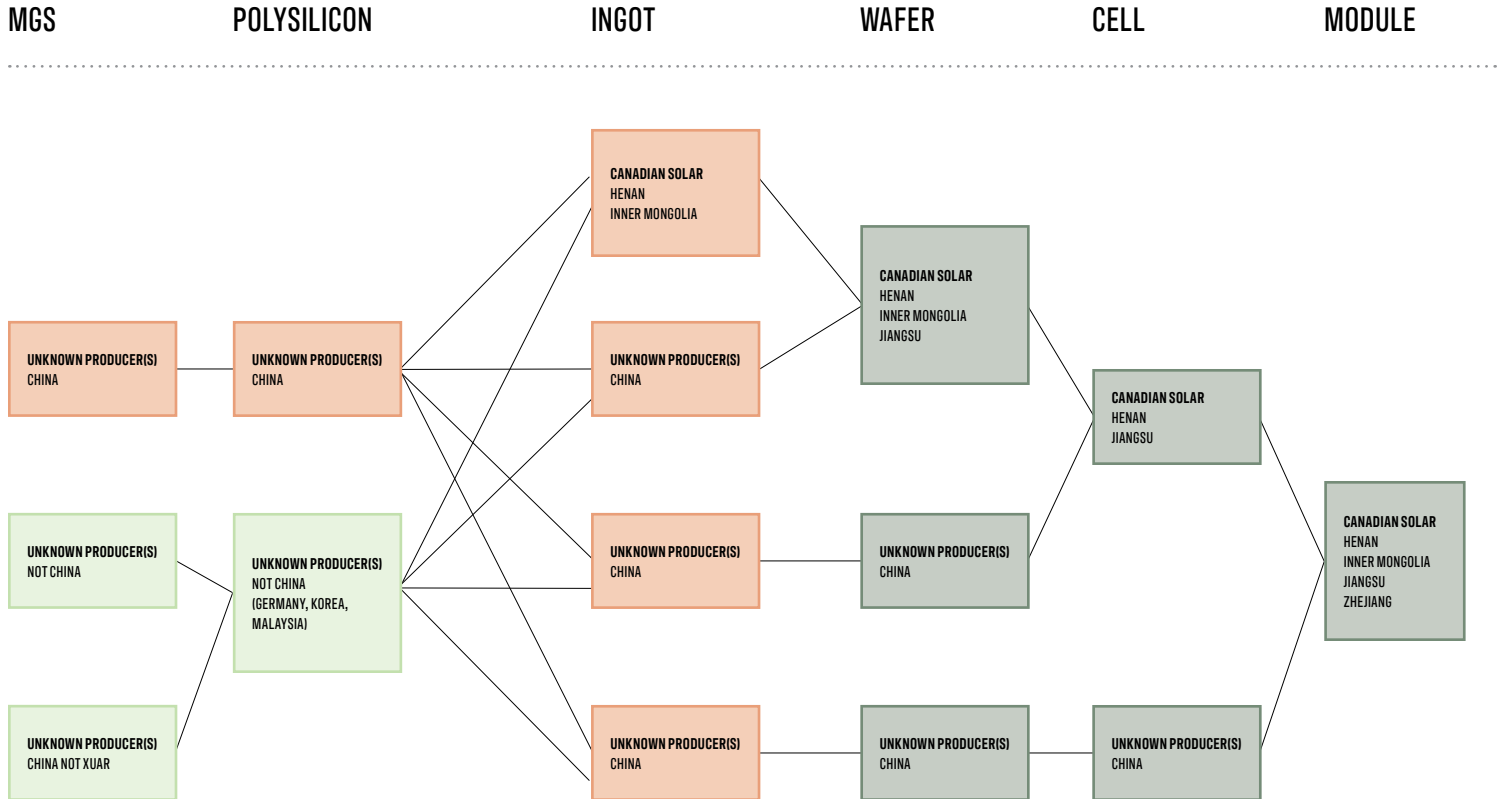 MGS
POLYSILICON
INGOT
WAFER
CELL
MODULE
UNKNOWN PRODUCER(S)
CHINA
UNKNOWN PRODUCER(S)
NOT CHINA
UNKNOWN PRODUCER(S)
CHINA NOT XUAR
UNKNOWN PRODUCER(S)
CHINA
UNKNOWN PRODUCER(S)
NOT CHINA
(GERMANY, KOREA,
MALAYSIA)
CANADIAN SOLAR
HENAN
INNER MONGOLIA
UNKNOWN PRODUCER(S)
CHINA
UNKNOWN PRODUCER(S)
CHINA
UNKNOWN PRODUCER(S)
CHINA
CANADIAN SOLAR
HENAN
INNER MONGOLIA
JIANGSU
UNKNOWN PRODUCER(S)
CHINA
UNKNOWN PRODUCER(S)
CHINA
CANADIAN SOLAR
HENAN
JIANGSU
UNKNOWN PRODUCER(S)
CHINA
CANADIAN SOLAR
HENAN
INNER MONGOLIA
JIANGSU
ZHEJIANG